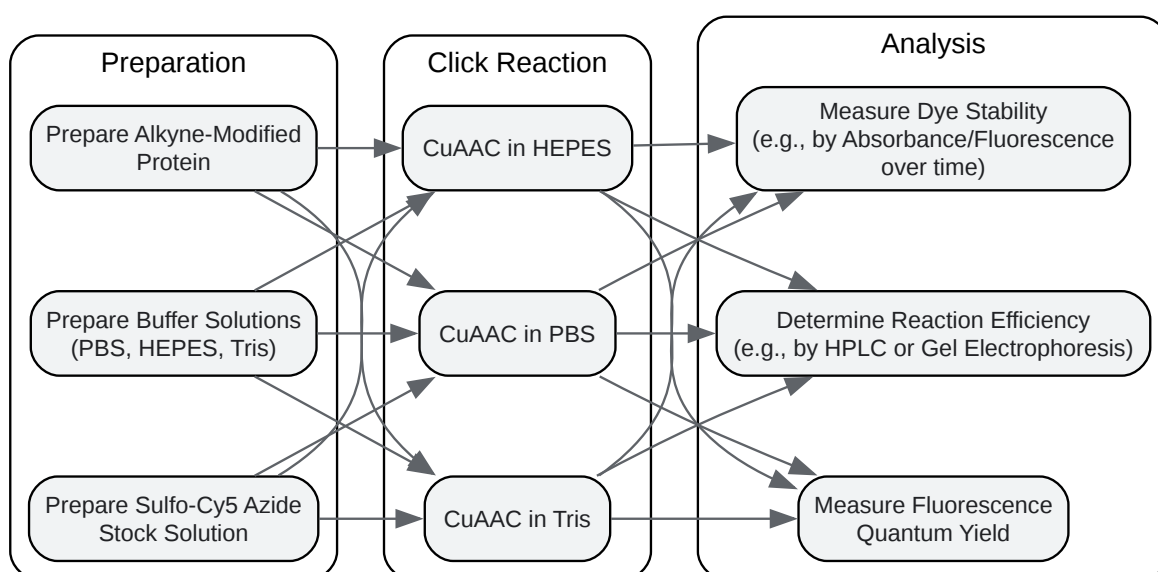 Preparation
Prepare Alkyne-Modified
Protein
Prepare Buffer Solutions
(PBS, HEPES, Tris)
Prepare Sulfo-Cy5 Azide
Stock Solution
Click Reaction
CuAAC in HEPES
CuAAC in PBS
CuAAC in Tris
Analysis
Measure Dye Stability
(e.g., by Absorbance/Fluorescence
over time)
Determine Reaction Efficiency
(e.g., by HPLC or Gel Electrophoresis)
Measure Fluorescence
Quantum Yield